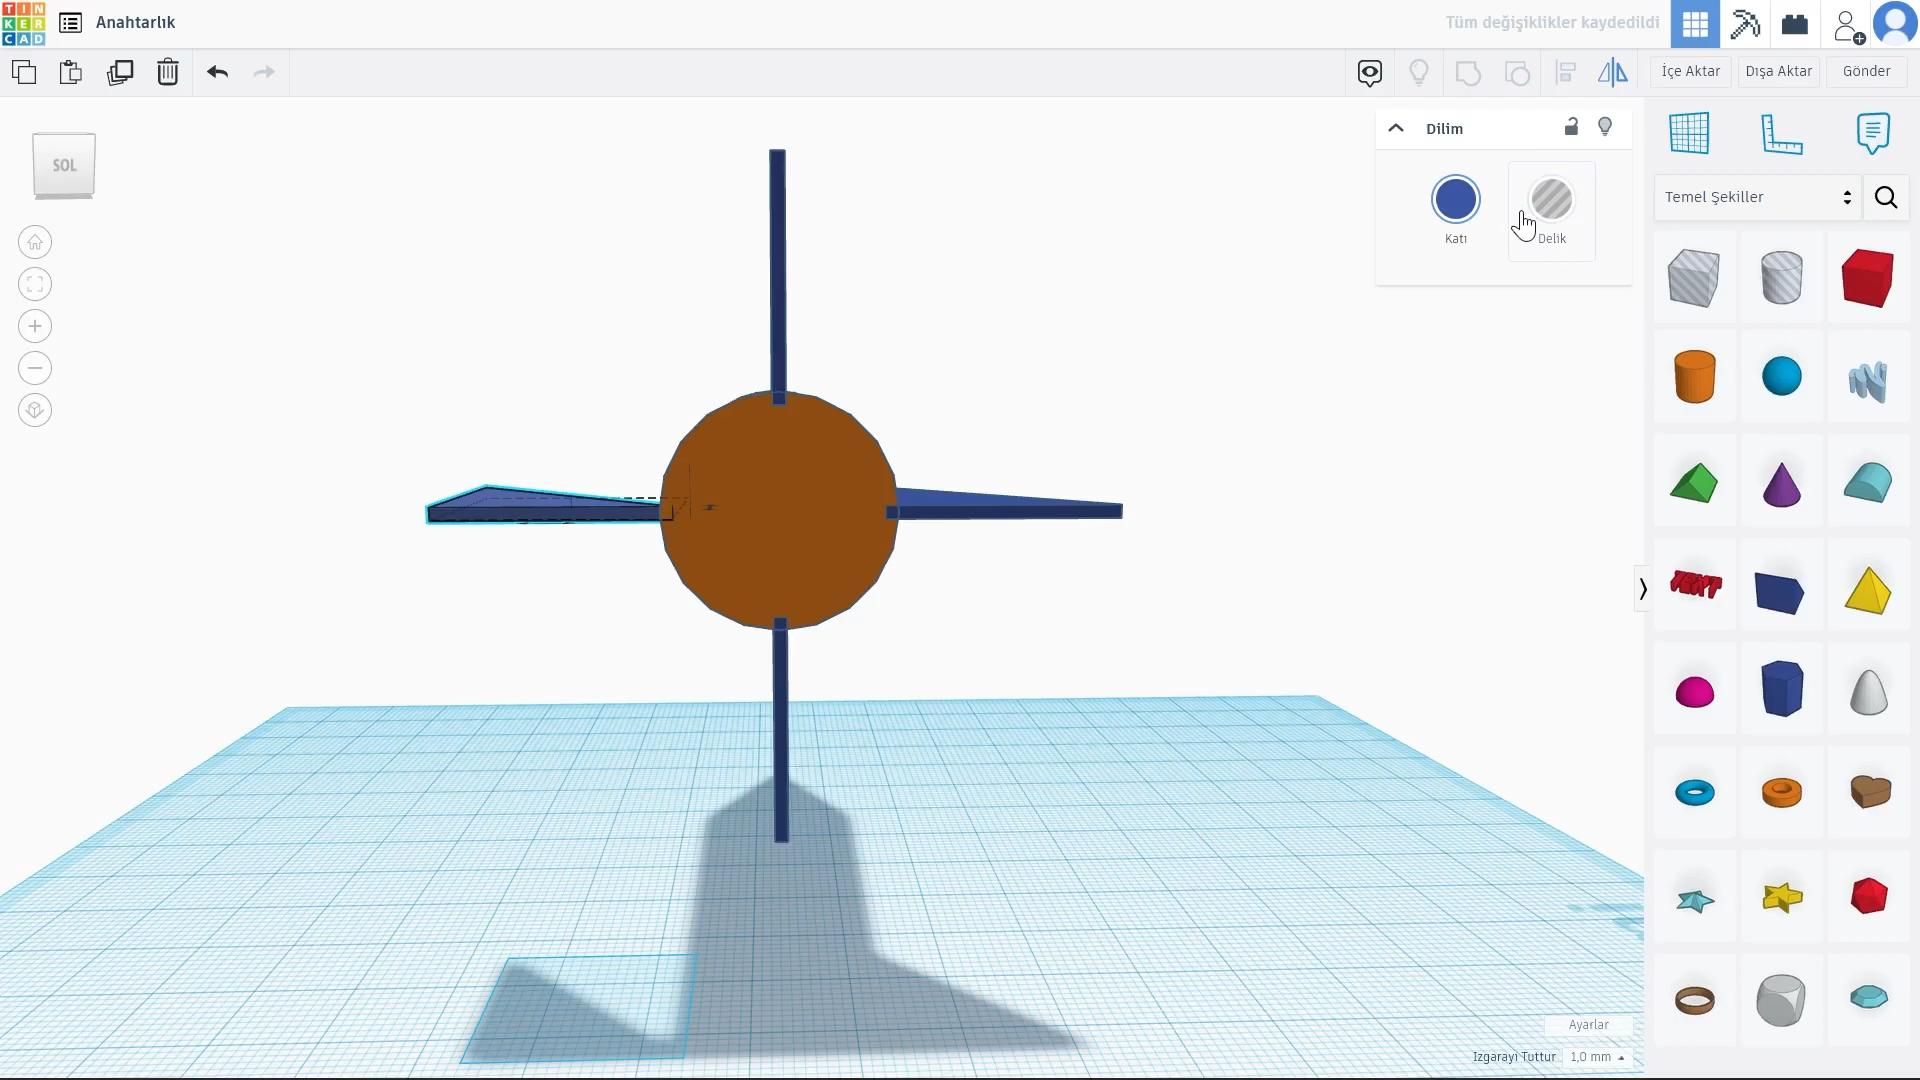 TIN
KER
CAD
Anahtarlık
Tüm değişiklikler kaydedildi
İçe Aktar
Dışa Aktar
Gönder
SOL
Dilim
Katı
Delik
Temel Şekiller
TEXT
Ayarlar
Izgarayı Tuttur
1,0 mm